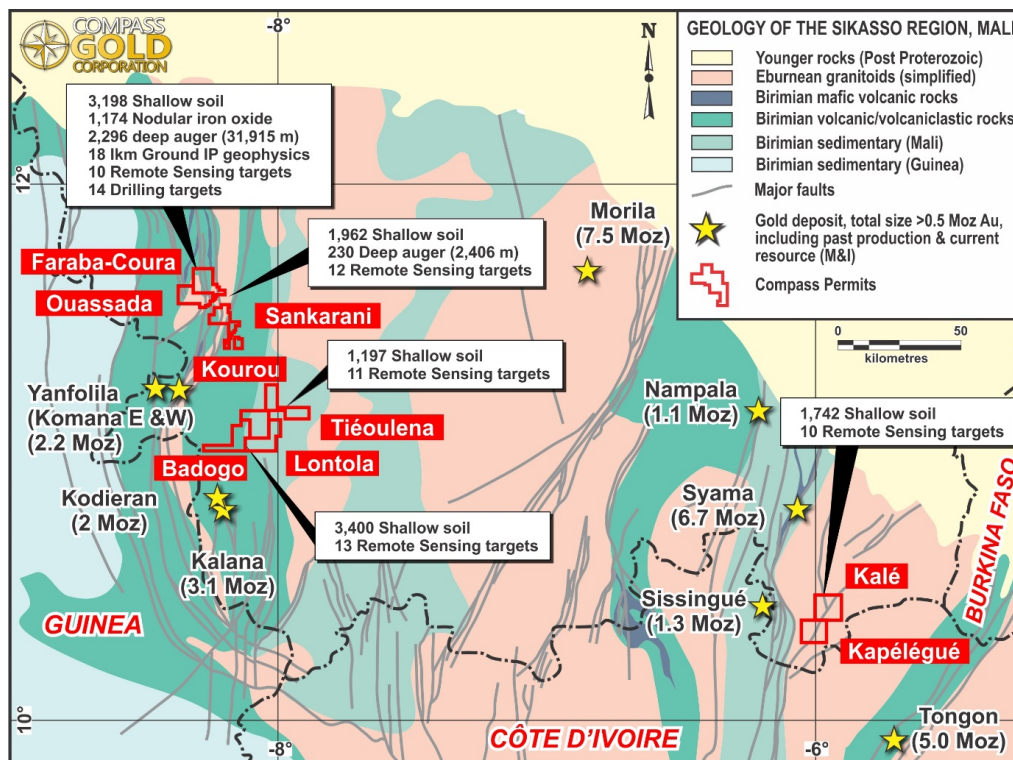 COMPASS
GOLD
CORPORATION
-8°
N
GEOLOGY OF THE SIKASSO REGION, MALI
Younger rocks (Post Proterozoic)
Eburnean granitoids (simplified)
Birimian mafic volcanic rocks
Birimian volcanic/volcaniclastic rocks
Birimian sedimentary (Mali)
Birimian sedimentary (Guinea)
Major faults
Gold deposit, total size >0.5 Moz Au,
including past production & current
resource (M&I)
Compass Permits
0 50
kilometres
3,198 Shallow soil
1,174 Nodular iron oxide
2,296 deep auger (31,915 m)
18 lkm Ground IP geophysics
10 Remote Sensing targets
14 Drilling targets
12°
12°
1,962 Shallow soil
230 Deep auger (2,406 m)
12 Remote Sensing targets
Morila
(7.5 Moz)
Faraba-Coura
Ouassada
Sankarani
Kourou
1,197 Shallow soil
11 Remote Sensing targets
Yanfolila
(Komana E &W)
(2.2 Moz)
Tiéoulena
Badogo
Lontola
Nampala
(1.1 Moz)
1,742 Shallow soil
10 Remote Sensing targets
Kodieran
(2 Moz)
3,400 Shallow soil
13 Remote Sensing targets
Kalana
(3.1 Moz)
Syama
(6.7 Moz)
Sissingué
(1.3 Moz)
Kalé
Kapélégué
BURKINA FASO
GUINEA
CÔTE D'IVOIRE
Tongon
(5.0 Moz)
10°
10°
-8°
-6°